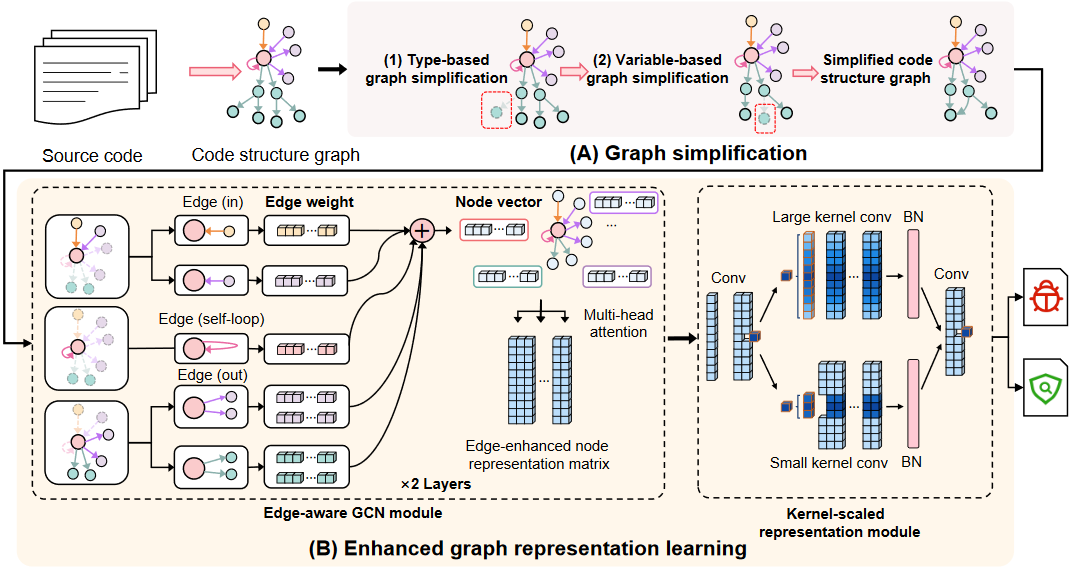 Source code
Code structure graph
(1) Type-based
graph simplification
(2) Variable-based
graph simplification
Simplified code
structure graph
(A) Graph simplification
Edge (in)
Edge weight
Edge (self-loop)
Edge (out)
Node vector
...
Multi-head
attention
Edge-enhanced node
representation matrix
×2 Layers
Edge-aware GCN module
Large kernel conv
BN
Conv
Conv
Small kernel conv
BN
Kernel-scaled
representation module
(B) Enhanced graph representation learning